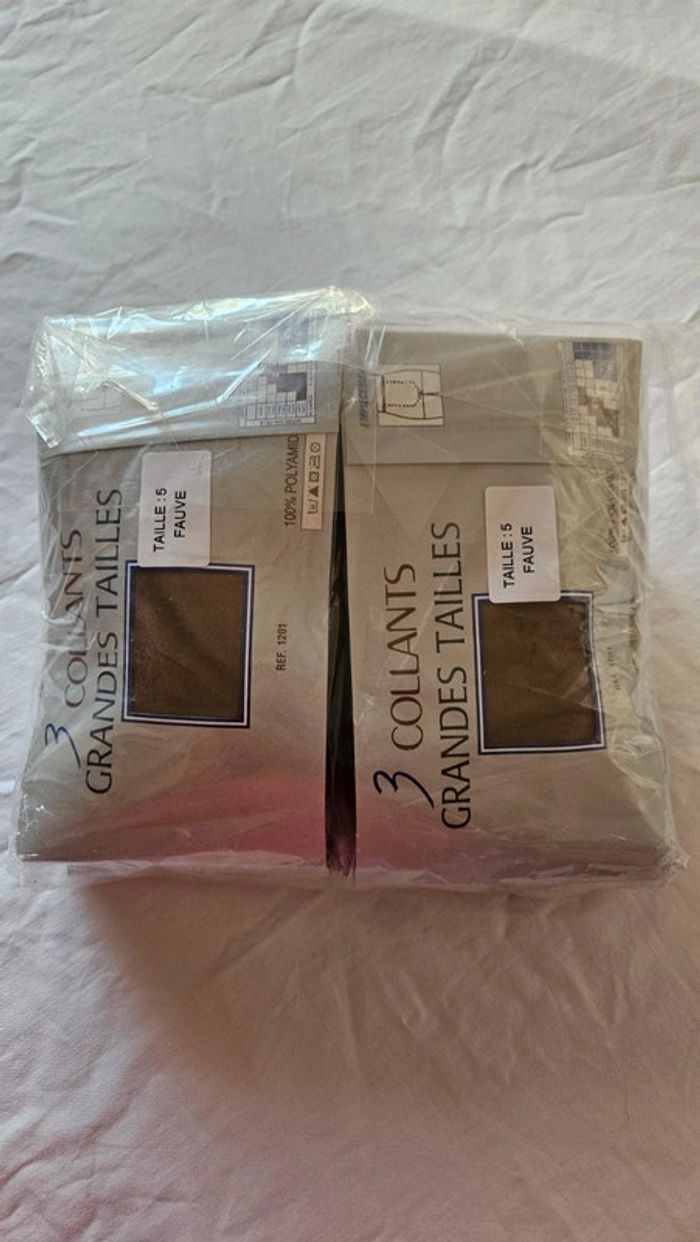 3 COLLANTS
GRANDES TAILLES
TAILLE : 5
FAUVE
REF. 1201
100% POLYAMID
3 COLLANTS
GRANDES TAILLES
TAILLE : 5
FAUVE